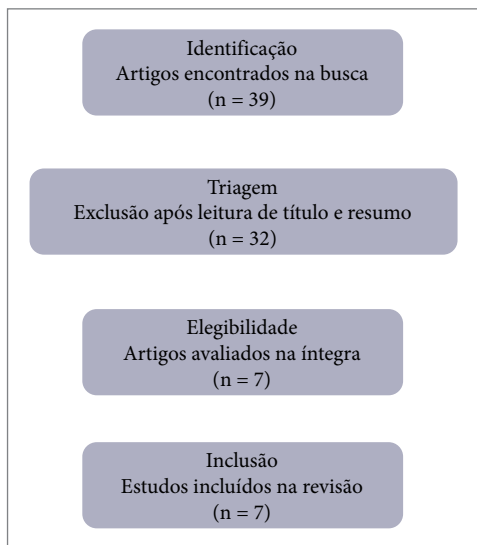 Identificação
Artigos encontrados na busca
(n = 39)
Triagem
Exclusão após leitura de título e resumo
(n = 32)
Elegibilidade
Artigos avaliados na íntegra
(n = 7)
Inclusão
Estudos incluídos na revisão
(n = 7)